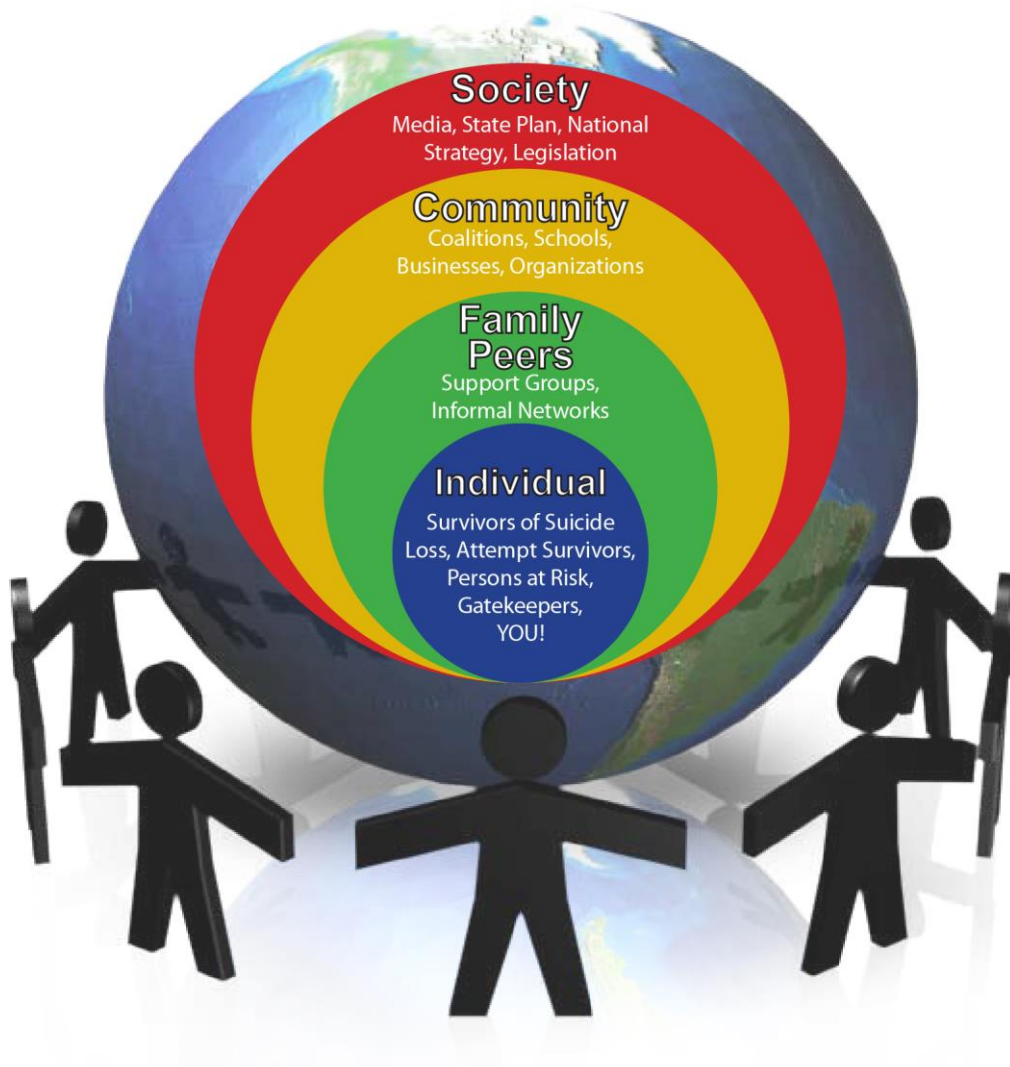 Society
Media, State Plan, National
Strategy, Legislation
Community
Coalitions, Schools,
Businesses, Organizations
Family
Peers
Support Groups,
Informal Networks
Individual
Survivors of Suicide
Loss, Attempt Survivors,
Persons at Risk,
Gatekeepers,
YOU!